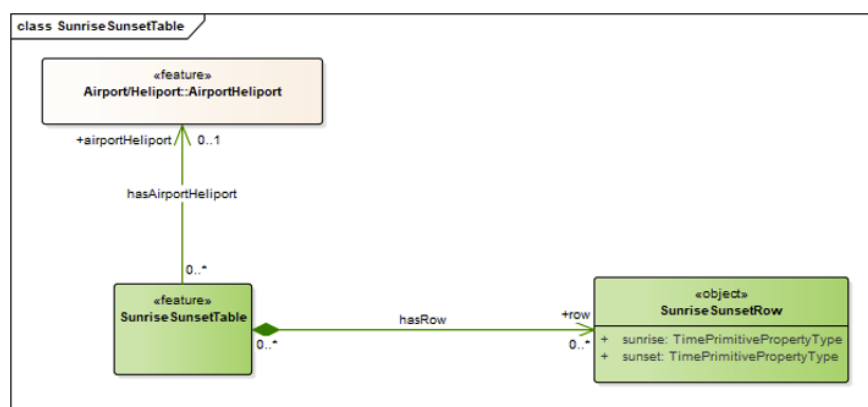 class SunriseSunsetTable
«feature»
Airport/Heliport::AirportHeliport
+airportHeliport
0..1
hasAirportHeliport
0..*
«feature»
SunriseSunsetTable
0..*
hasRow
+row
0..*
«object»
SunriseSunsetRow
+ sunrise: TimePrimitivePropertyType
+ sunset: TimePrimitivePropertyType